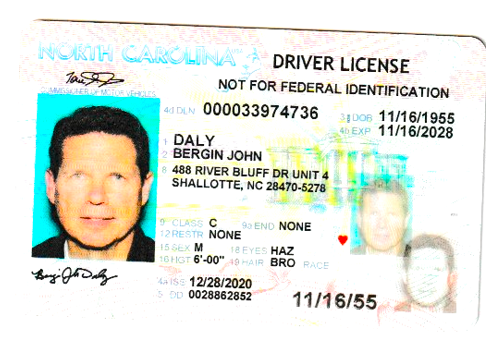 NORTH CAROLINA
DRIVER LICENSE
NOT FOR FEDERAL IDENTIFICATION
COMMISSIONER OF MOTOR VEHICLES
4d DLN 000033974736
3 DOB 11/16/1955
4b EXP 11/16/2028
1 DALY
2 BERGIN JOHN
8 488 RIVER BLUFF DR UNIT 4
SHALLOTTE, NC 28470-5278
9 CLASS C 9a END NONE
12 RESTR NONE
15 SEX M 18 EYES HAZ
16 HGT 6'-00" 19 HAIR BRO RACE
4a ISS 12/28/2020
5 DD 0028862852
11/16/55